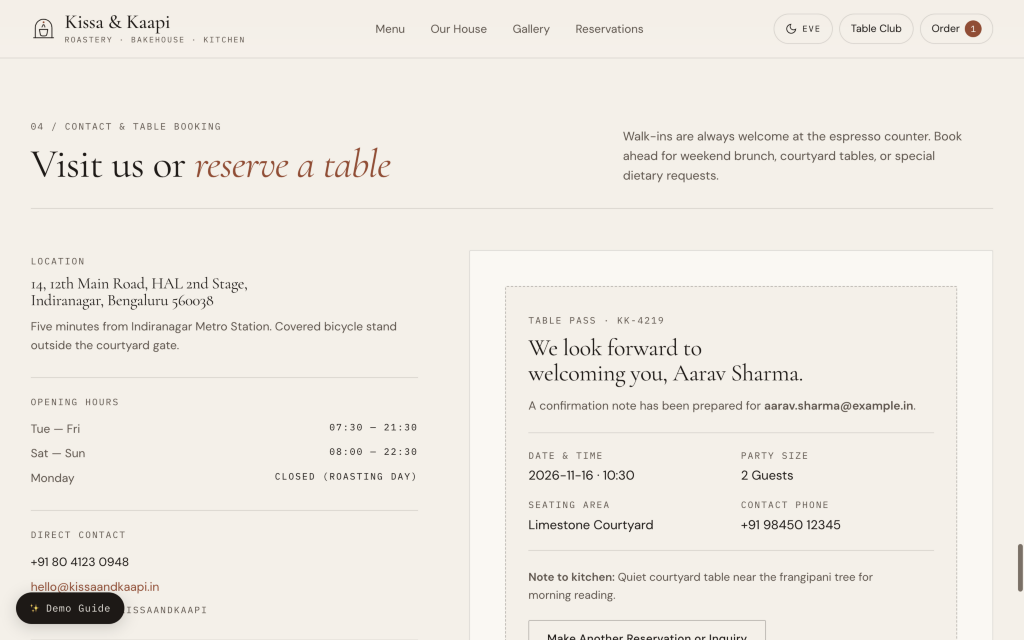 Kissa & Kaapi
ROASTERY · BAKEHOUSE · KITCHEN
Menu
Our House
Gallery
Reservations
EVE
Table Club
Order 1
04 / CONTACT & TABLE BOOKING
Visit us or reserve a table
Walk-ins are always welcome at the espresso counter. Book
ahead for weekend brunch, courtyard tables, or special
dietary requests.
LOCATION
14, 12th Main Road, HAL 2nd Stage,
Indiranagar, Bengaluru 560038
Five minutes from Indiranagar Metro Station. Covered bicycle stand
outside the courtyard gate.
OPENING HOURS
Tue — Fri 07:30 – 21:30
Sat — Sun 08:00 – 22:30
Monday CLOSED (ROASTING DAY)
DIRECT CONTACT
+91 80 4123 0948
hello@kissaandkaapi.in
ISSAANDKAAPI
✨ Demo Guide
TABLE PASS · KK-4219
We look forward to
welcoming you, Aarav Sharma.
A confirmation note has been prepared for aarav.sharma@example.in.
DATE & TIME
2026-11-16 · 10:30
PARTY SIZE
2 Guests
SEATING AREA
Limestone Courtyard
CONTACT PHONE
+91 98450 12345
Note to kitchen: Quiet courtyard table near the frangipani tree for
morning reading.
Make Another Reservation or Inquiry